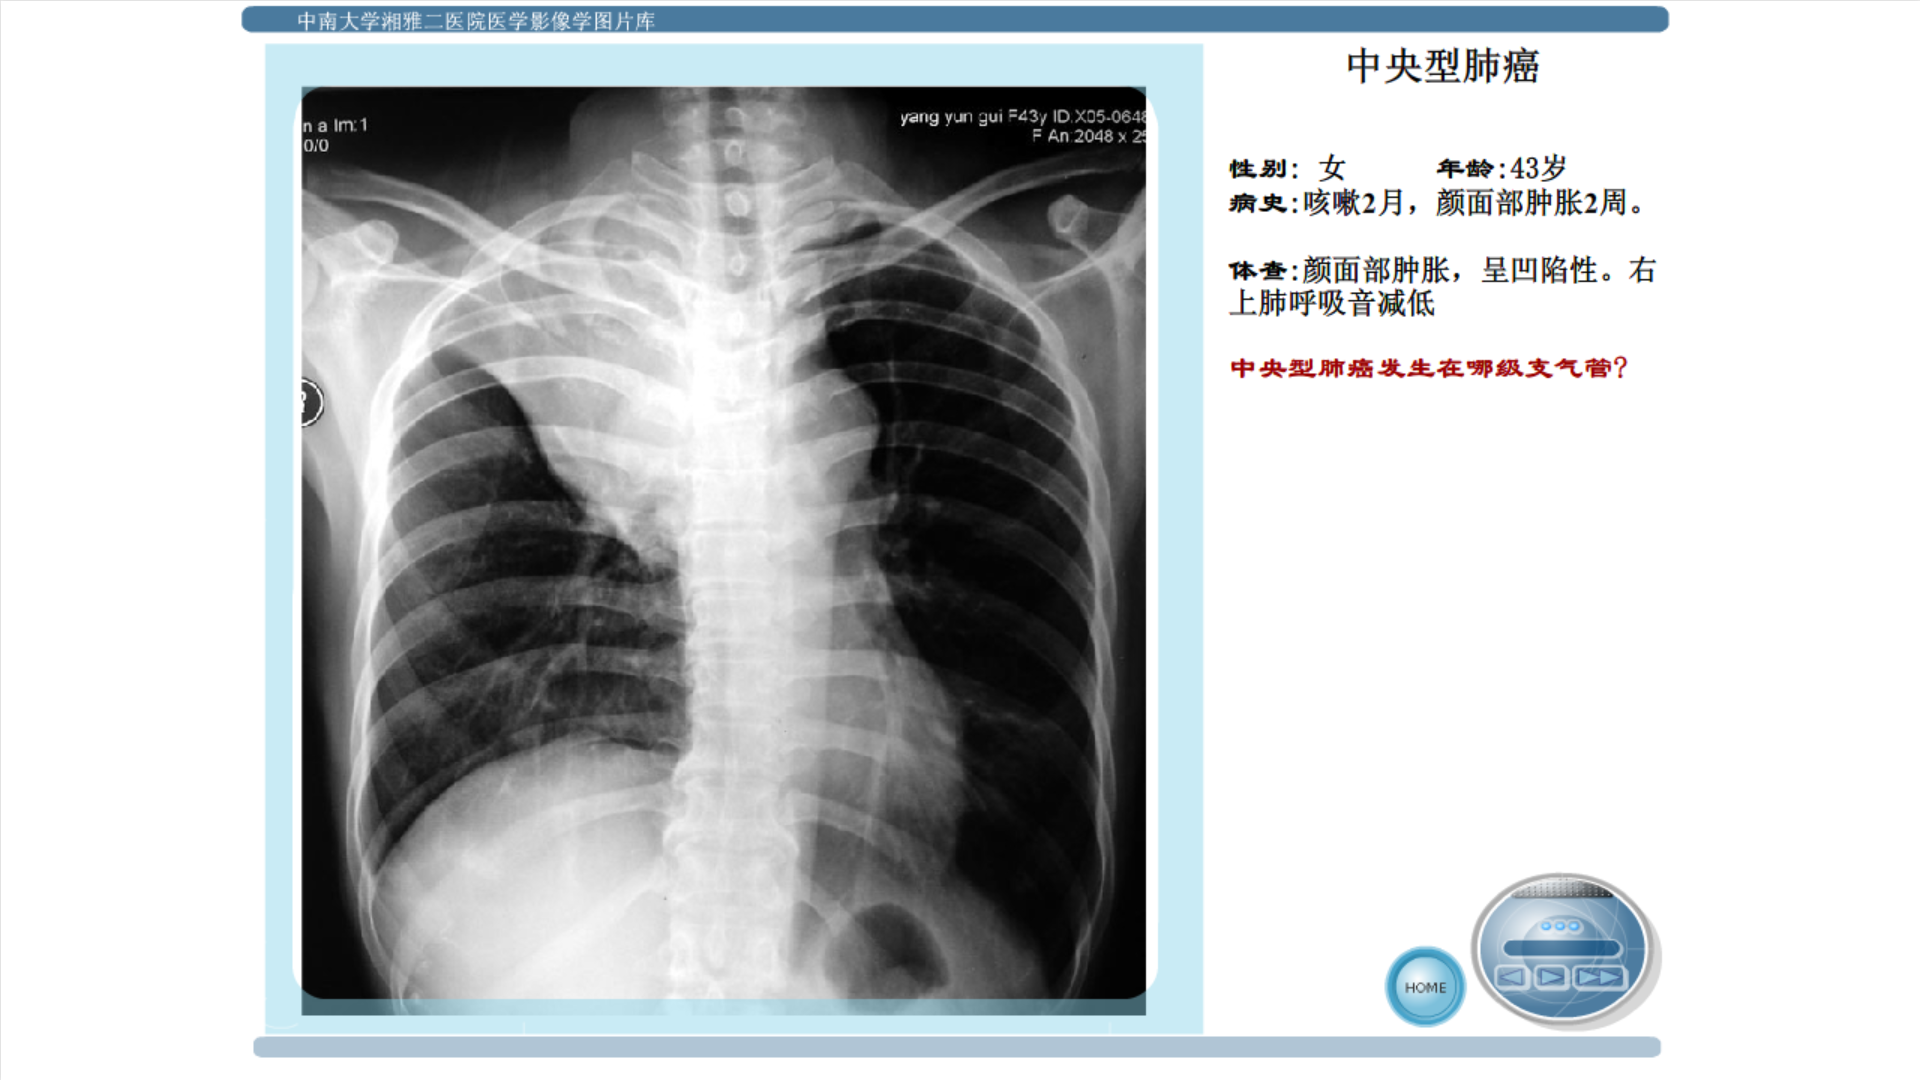 中南大学湘雅二医院医学影像学图片库
中央型肺癌
n a Im:1
0/0
yang yun gui F43y ID:X05-0648
F An:2048 x 25
性别：女 年龄:43岁
病史:咳嗽2月，颜面部肿胀2周。
体查:颜面部肿胀，呈凹陷性。右
上肺呼吸音减低
中央型肺癌发生在哪级支气管?
HOME